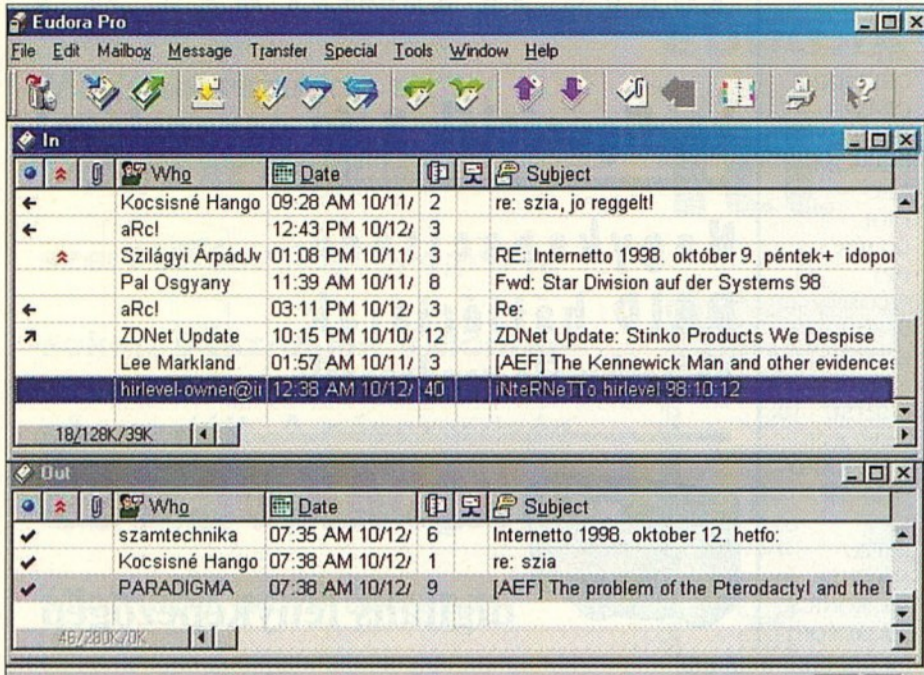 Eudora Pro
File Edit Mailbox Message Transfer Special Tools Window Help
In
Who Date Subject
Kocsisné Hango 09:28 AM 10/11/ 2 re: szia, jo reggelt!
aRc! 12:43 PM 10/12/ 3
Szilágyi ÁrpádJv 01:08 PM 10/11/ 3 RE: Internetto 1998. október 9. péntek+ idopoi
Pal Osgyany 11:39 AM 10/11/ 8 Fwd: Star Division auf der Systems 98
aRc! 03:11 PM 10/12/ 3 Re:
ZDNet Update 10:15 PM 10/10/ 12 ZDNet Update: Stinko Products We Despise
Lee Markland 01:57 AM 10/11/ 3 [AEF] The Kennewick Man and other evidences
hirlevel-owner@ii 12:38 AM 10/12/ 40 iNteRNeTTo hirlevel 98:10:12
18/128K/39K
Out
Who Date Subject
szamtechnika 07:35 AM 10/12/ 6 Internetto 1998. oktober 12. hetfo:
Kocsisné Hango 07:38 AM 10/12/ 1 re: szia
PARADIGMA 07:38 AM 10/12/ 9 [AEF] The problem of the Pterodactyl and the D
46/280K/0K